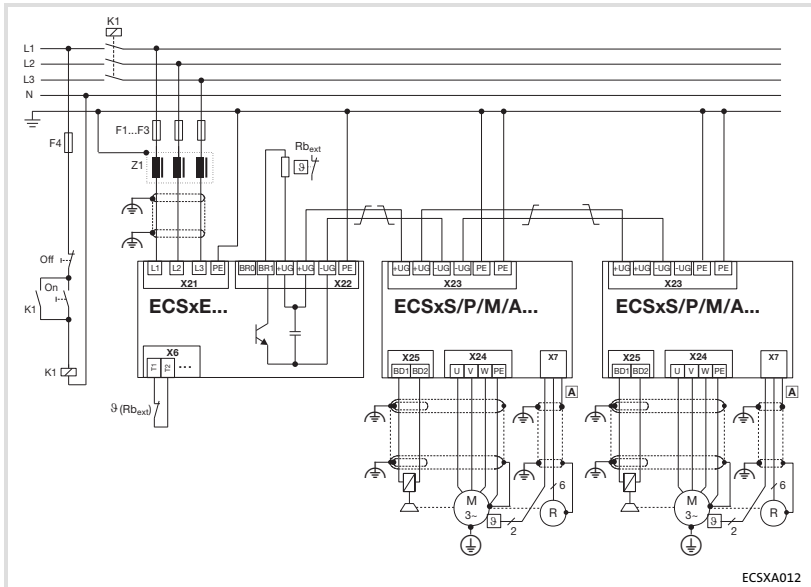 K1
L1
L2
L3
N
F4
F1...F3
Z1
Rbext
ϑ
Off
On
K1
K1
L1 L2 L3 PE
X21
BR0 BR1 +UG +UG -UG PE
X22
ECSxE...
X6
T1 T2 ...
ϑ (Rbext)
+UG +UG -UG -UG PE PE
X23
ECSxS/P/M/A...
X25
BD1 BD2
X24
U V W PE
X7
A
M
3~
ϑ
2
6
R
+UG +UG -UG -UG PE PE
X23
ECSxS/P/M/A...
X25
BD1 BD2
X24
U V W PE
X7
A
M
3~
ϑ
2
6
R
ECSXA012